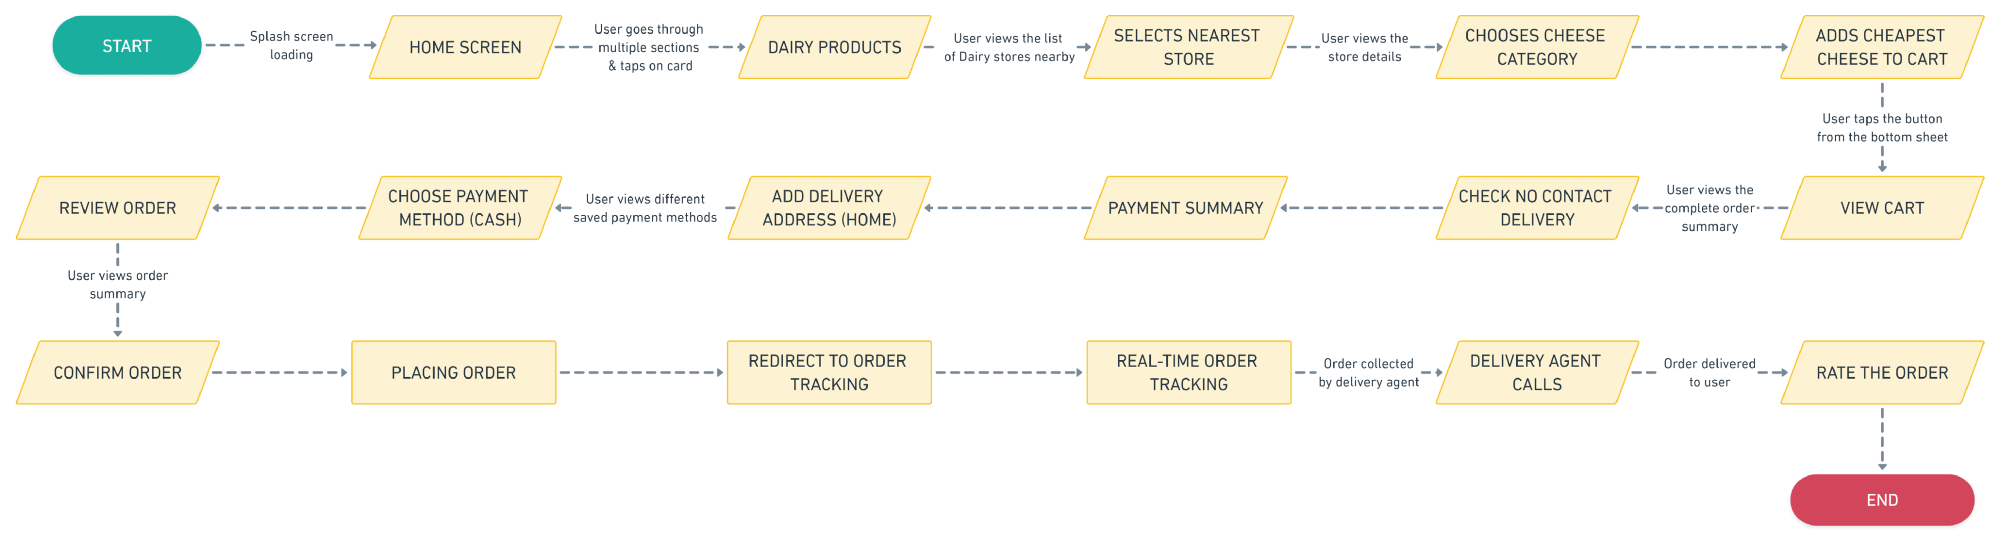 START
Splash screen
loading
HOME SCREEN
User goes through
multiple sections
& taps on card
DAIRY PRODUCTS
User views the list
of Dairy stores nearby
SELECTS NEAREST
STORE
User views the
store details
CHOOSES CHEESE
CATEGORY
ADDS CHEAPEST
CHEESE TO CART
User taps the button
from the bottom sheet
VIEW CART
User views the
complete order
summary
CHECK NO CONTACT
DELIVERY
PAYMENT SUMMARY
ADD DELIVERY
ADDRESS (HOME)
User views different
saved payment methods
CHOOSE PAYMENT
METHOD (CASH)
REVIEW ORDER
User views order
summary
CONFIRM ORDER
PLACING ORDER
REDIRECT TO ORDER
TRACKING
REAL-TIME ORDER
TRACKING
Order collected
by delivery agent
DELIVERY AGENT
CALLS
Order delivered
to user
RATE THE ORDER
END